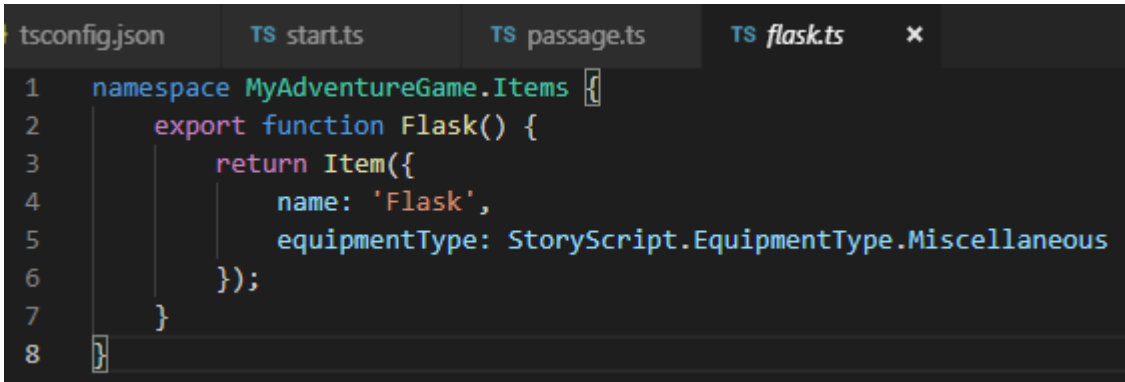 tsconfig.json TS start.ts TS passage.ts TS flask.ts ×
1 namespace MyAdventureGame.Items {
2     export function Flask() {
3         return Item({
4             name: 'Flask',
5             equipmentType: StoryScript.EquipmentType.Miscellaneous
6         });
7     }
8 }